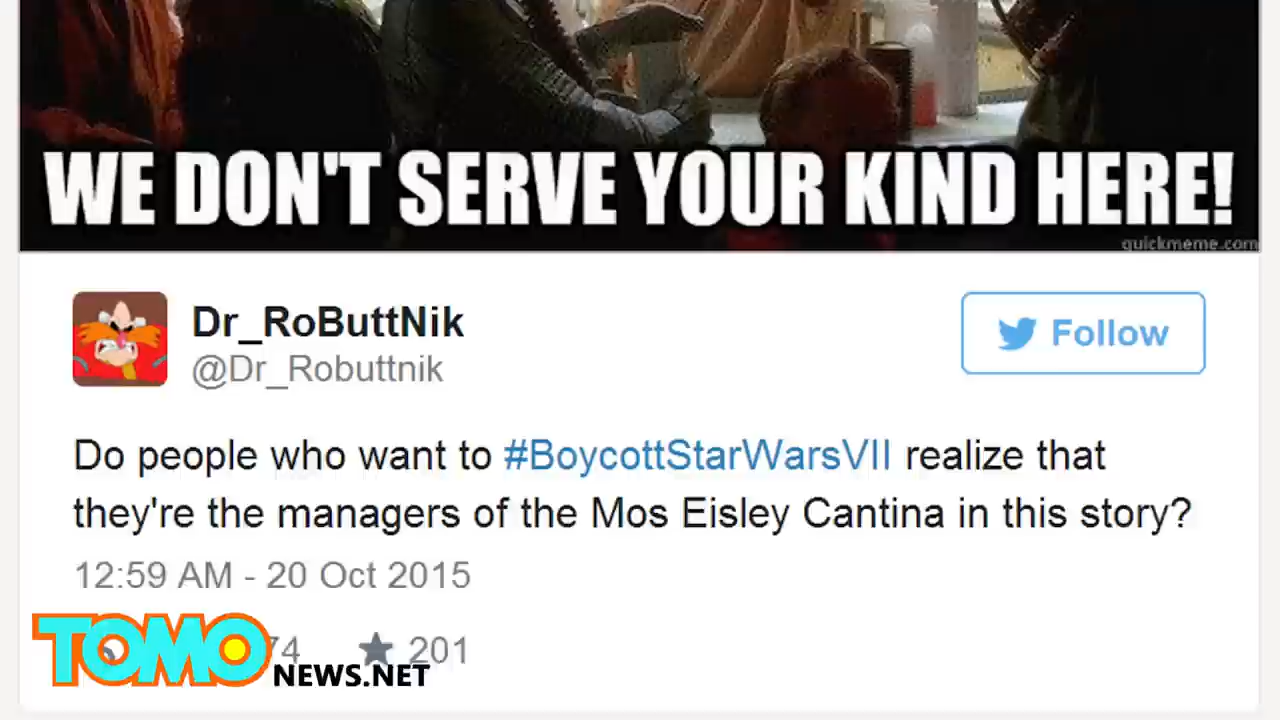 WE DON'T SERVE YOUR KIND HERE!
quickmeme.com
Dr_RoButtNik
@Dr_Robuttnik
Follow
Do people who want to #BoycottStarWarsVII realize that
they're the managers of the Mos Eisley Cantina in this story?
12:59 AM - 20 Oct 2015
201
TOMO
NEWS.NET